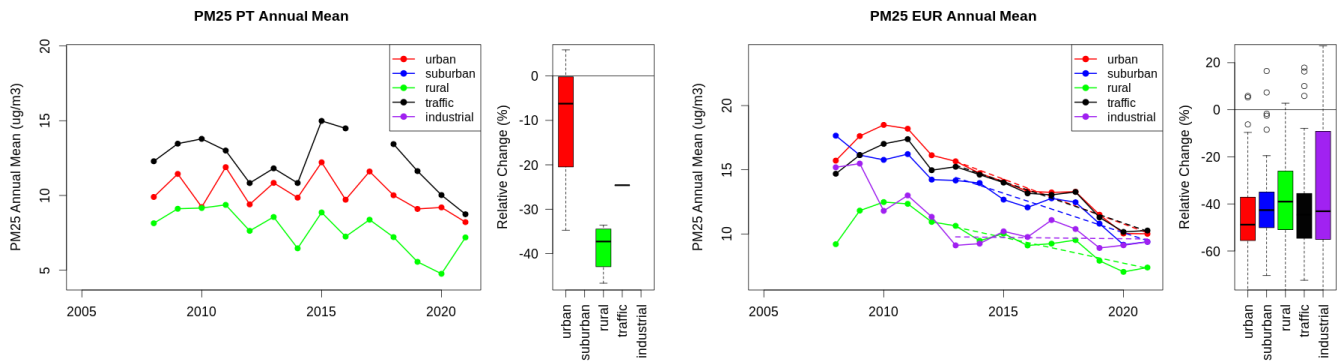 PM25 PT Annual Mean
PM25 Annual Mean (ug/m3)
20
15
10
5
2005 2010 2015 2020
urban
suburban
rural
traffic
industrial
Relative Change (%)
0
-10
-20
-30
-40
urban
suburban
rural
traffic
industrial
PM25 EUR Annual Mean
PM25 Annual Mean (ug/m3)
20
15
10
2005 2010 2015 2020
urban
suburban
rural
traffic
industrial
Relative Change (%)
20
0
-20
-40
-60
urban
suburban
rural
traffic
industrial